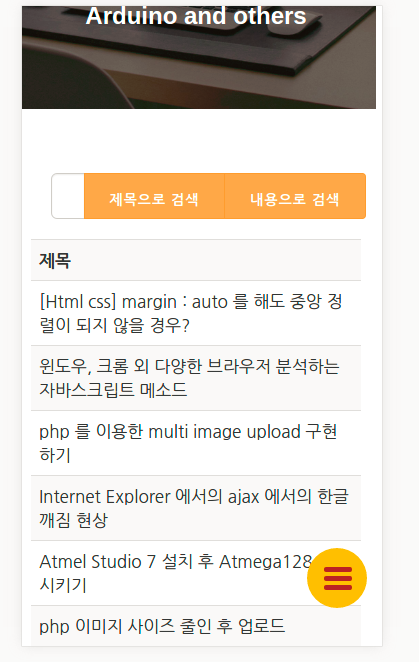 Arduino and others
제목으로 검색
내용으로 검색
제목
[Html css] margin : auto 를 해도 중앙 정
렬이 되지 않을 경우?
윈도우, 크롬 외 다양한 브라우저 분석하는
자바스크립트 메소드
php 를 이용한 multi image upload 구현
하기
Internet Explorer 에서의 ajax 에서의 한글
깨짐 현상
Atmel Studio 7 설치 후 Atmega128
시키기
php 이미지 사이즈 줄인 후 업로드